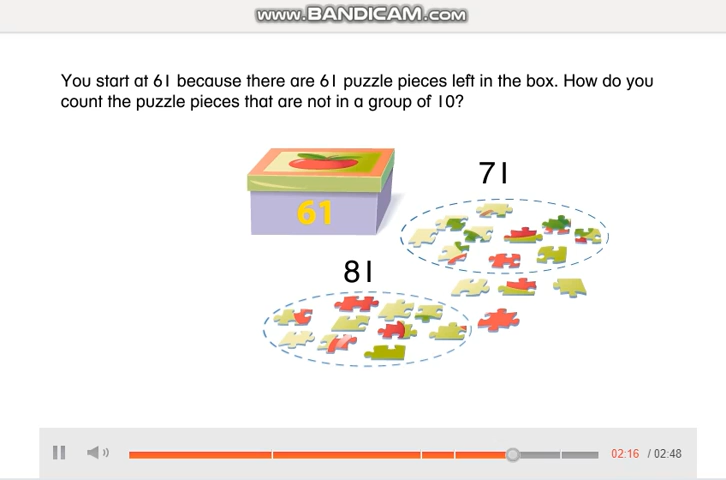 www.BANDICAM.com
You start at 61 because there are 61 puzzle pieces left in the box. How do you
count the puzzle pieces that are not in a group of 10?
71
61
81
02:16 / 02:48